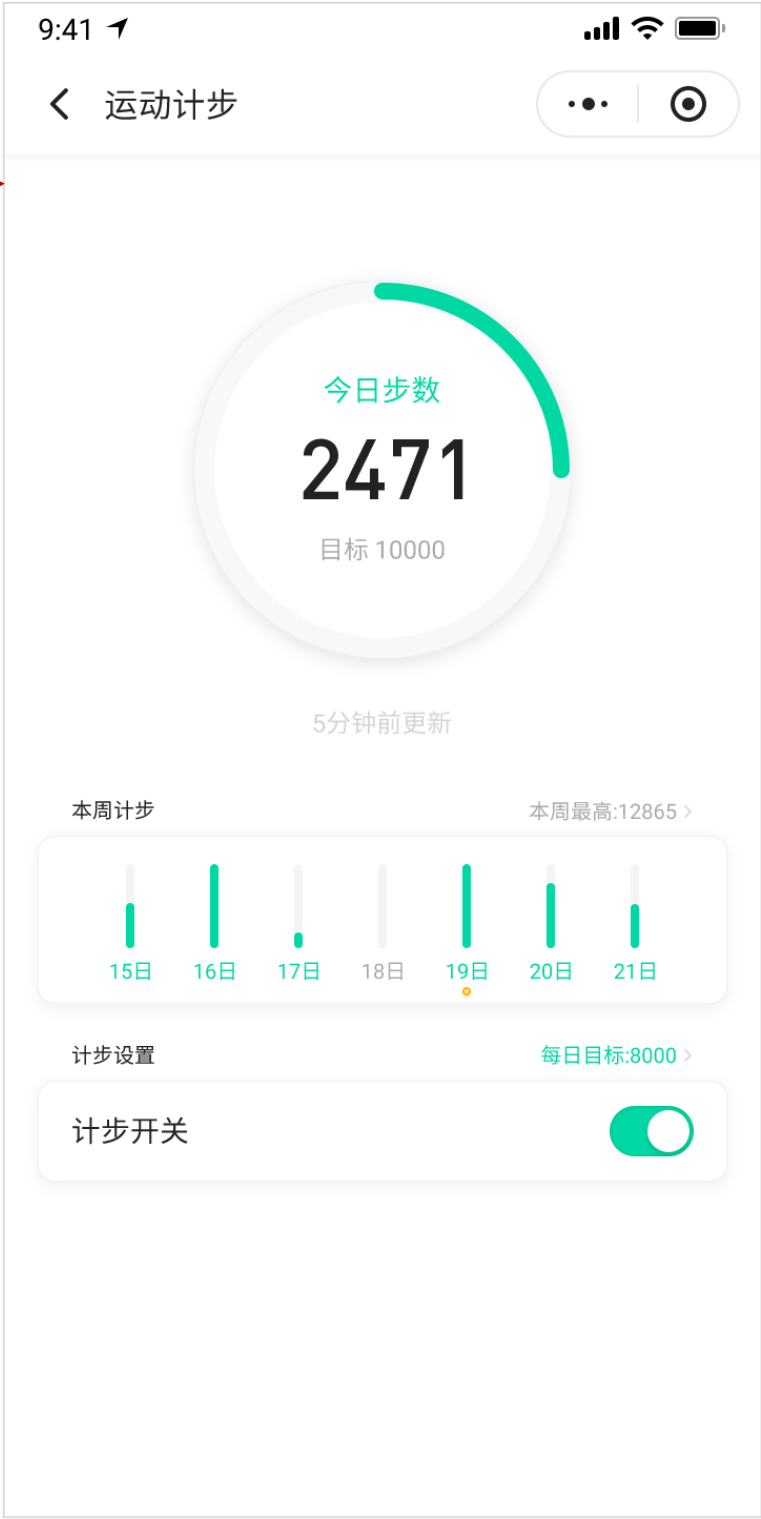 9:41
运动计步
今日步数
2471
目标 10000
5分钟前更新
本周计步 本周最高:12865
15日 16日 17日 18日 19日 20日 21日
计步设置 每日目标:8000
计步开关